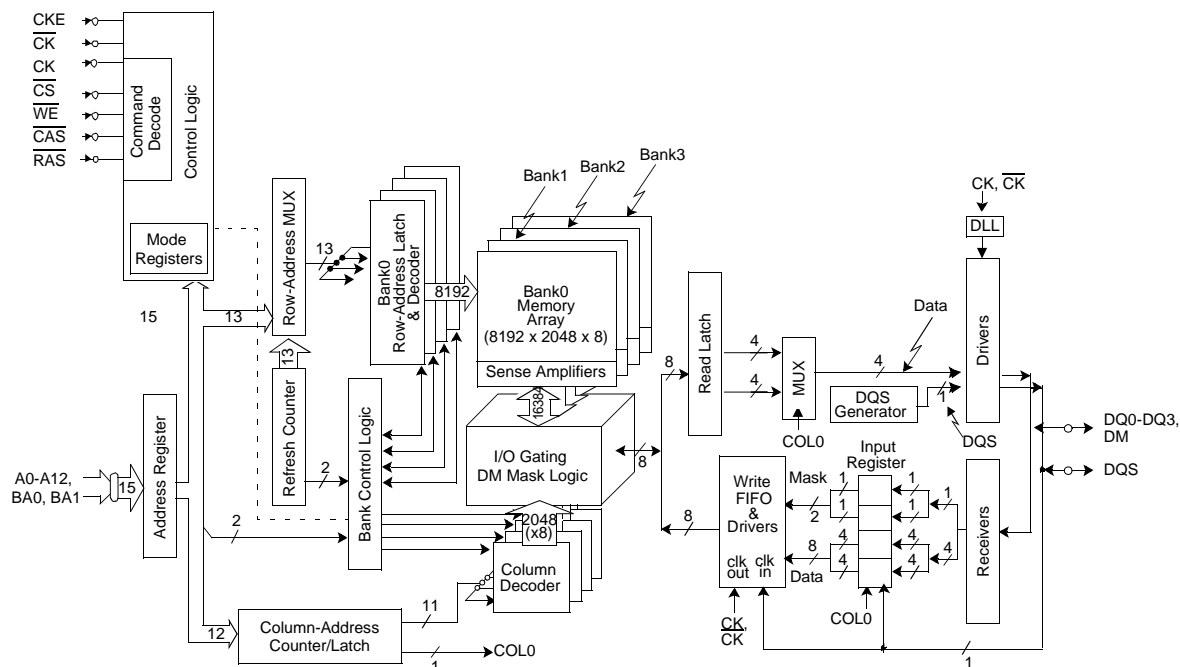 CKE
CK
CK
CS
WE
CAS
RAS
Command Decode
Control Logic
Mode Registers
15
13
Row-Address MUX
13
Refresh Counter
2
13
Bank0 Row-Address Latch & Decoder
8192
Bank1
Bank2
Bank3
Bank0
Memory
Array
(8192 x 2048 x 8)
Sense Amplifiers
16384
I/O Gating
DM Mask Logic
2048
(x8)
Column
Decoder
Bank Control Logic
2
A0-A12,
BA0, BA1
15
Address Register
12
Column-Address
Counter/Latch
11
1
COL0
8
8
8
Read Latch
4
4
MUX
COL0
4
Data
DQS
Generator
1
DQS
CK, CK
DLL
Drivers
DQ0-DQ3,
DM
DQS
Input
Register
Write
FIFO
&
Drivers
clk
out
clk
in
Mask
2
8
Data
1
1
4
4
1
1
4
4
1
4
Receivers
COL0
CK,
CK
1